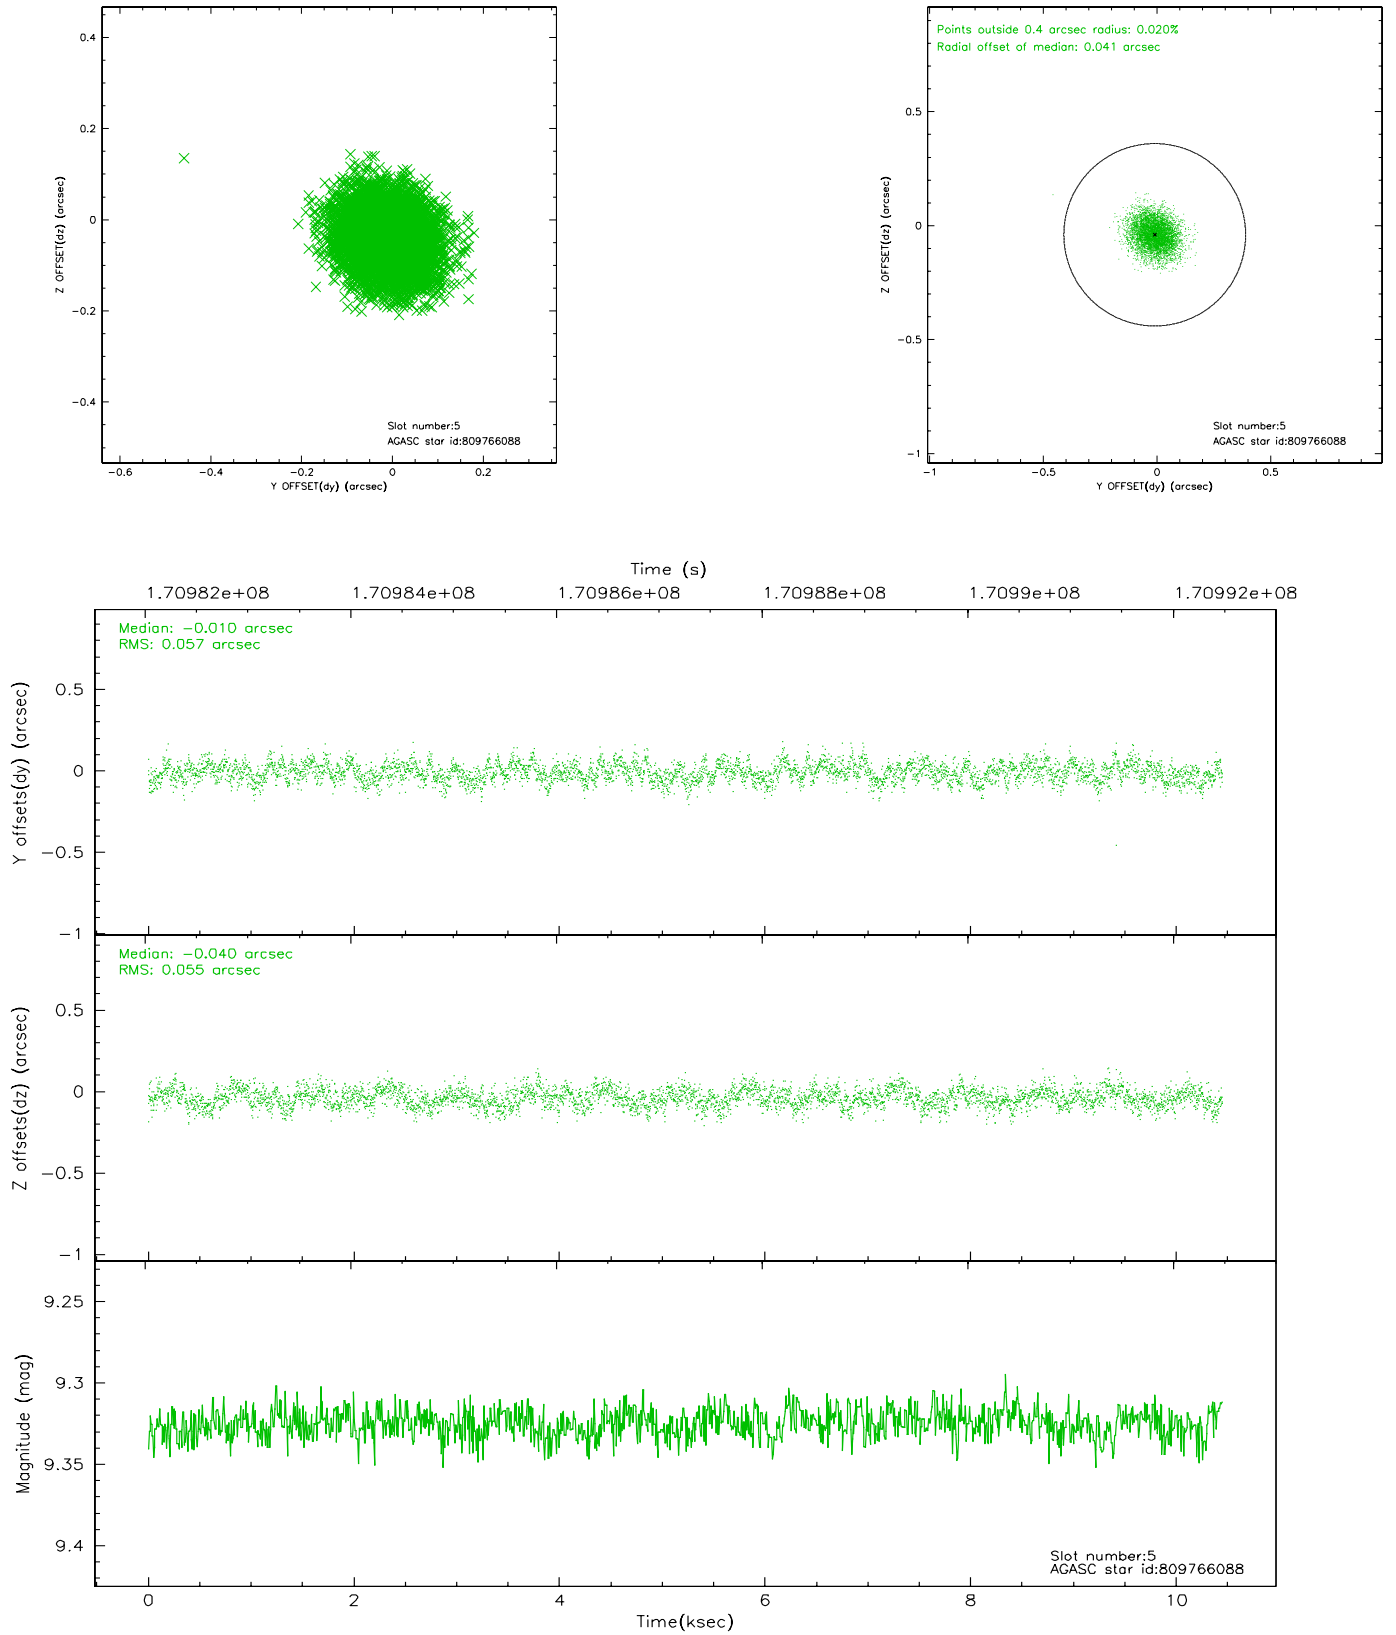 0.4
0.2
0
−0.2
−0.4
Z OFFSET(dz) (arcsec)
Slot number:5
AGASC star id:809766088
−0.6
−0.4
−0.2
0
0.2
Y OFFSET(dy) (arcsec)
Points outside 0.4 arcsec radius: 0.020%
Radial offset of median: 0.041 arcsec
0.5
0
−0.5
−1
Z OFFSET(dz) (arcsec)
Slot number:5
AGASC star id:809766088
−1
−0.5
0
0.5
Y OFFSET(dy) (arcsec)
Time (s)
1.70982e+08
1.70984e+08
1.70986e+08
1.70988e+08
1.7099e+08
1.70992e+08
Median: −0.010 arcsec
RMS: 0.057 arcsec
0.5
0
−0.5
−1
Y offsets(dy) (arcsec)
Median: −0.040 arcsec
RMS: 0.055 arcsec
0.5
0
−0.5
−1
Z offsets(dz) (arcsec)
9.25
9.3
9.35
9.4
Magnitude (mag)
Slot number:5
AGASC star id:809766088
0
2
4
6
8
10
Time(ksec)